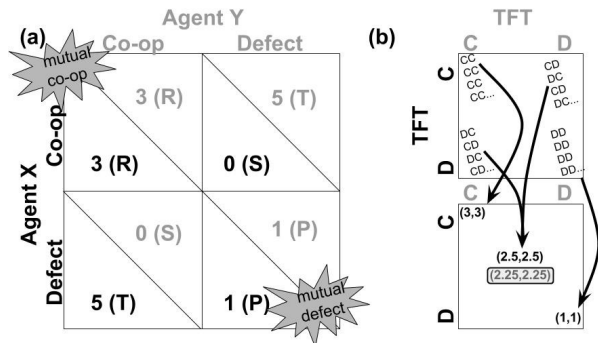 Agent Y
(a)
Co-op
Defect
mutual
co-op
Agent X
Co-op
Defect
3 (R)
3 (R)
5 (T)
0 (S)
0 (S)
5 (T)
1 (P)
1 (P)
mutual
defect
(b)
TFT
C
D
TFT
C
CC
CC
CC
CC...
CD
DC
CD
DC...
D
DC
CD
DC
CD...
DD
DD
DD
DD...
C
D
C
(3,3)
(2.5,2.5)
(2.25,2.25)
D
(1,1)